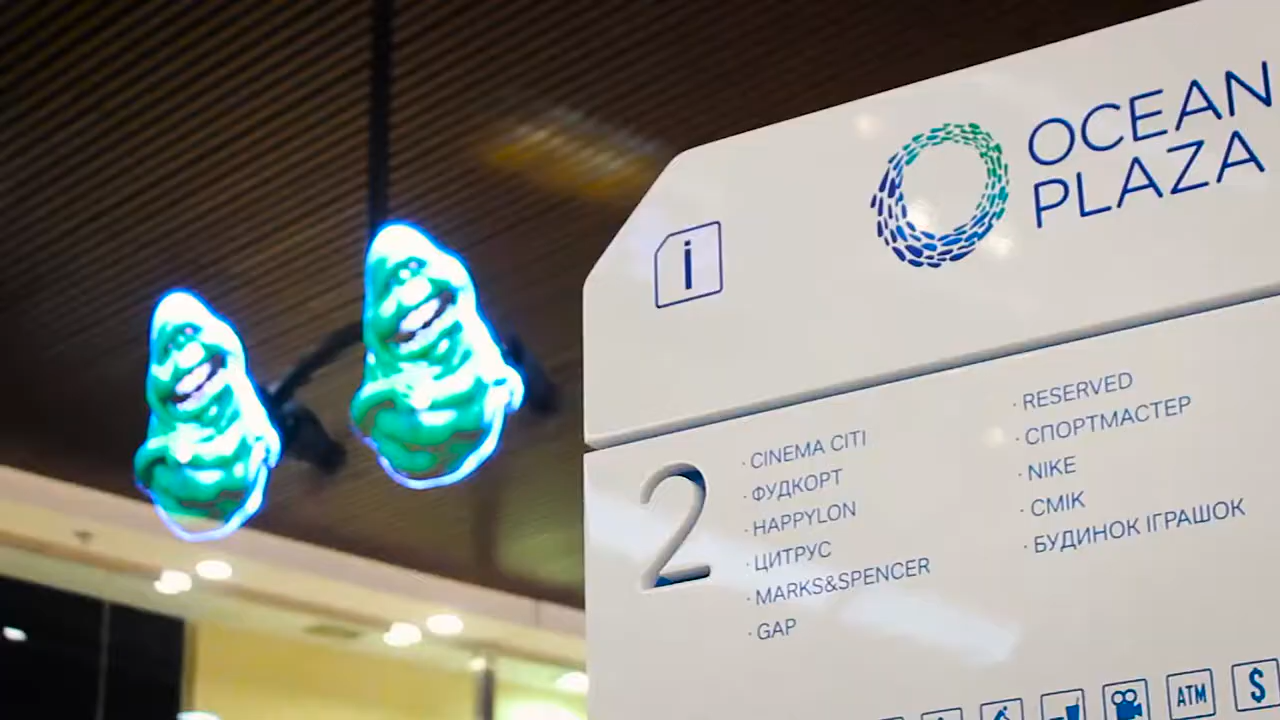 OCEAN
PLAZA
i
2
· CINEMA CITI
· ФУДКОРТ
· HAPPYLON
· ЦИТРУС
· MARKS&SPENCER
· GAP
· RESERVED
· СПОРТМАСТЕР
· NIKE
· СМІК
· БУДИНОК ІГРАШОК
ATM
$